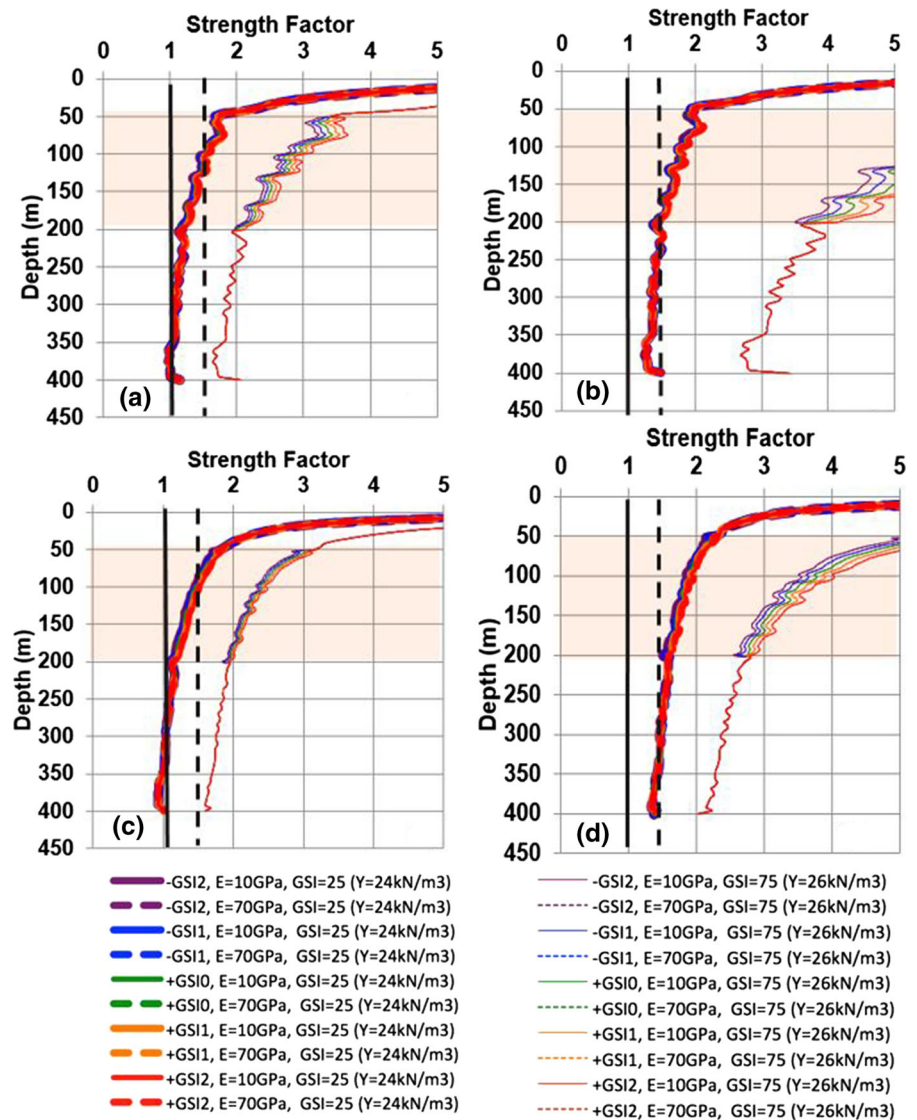 Strength Factor
0 1 2 3 4 5
0
50
100
150
200
250
300
350
400
450
Depth (m)
(a)
Strength Factor
0 1 2 3 4 5
0
50
100
150
200
250
300
350
400
450
Depth (m)
(b)
Strength Factor
0 1 2 3 4 5
0
50
100
150
200
250
300
350
400
450
Depth (m)
(c)
Strength Factor
0 1 2 3 4 5
0
50
100
150
200
250
300
350
400
450
Depth (m)
(d)
-GSI2, E=10GPa, GSI=25 (Y=24kN/m3)
-GSI2, E=70GPa, GSI=25 (Y=24kN/m3)
-GSI1, E=10GPa, GSI=25 (Y=24kN/m3)
-GSI1, E=70GPa, GSI=25 (Y=24kN/m3)
+GSI0, E=10GPa, GSI=25 (Y=24kN/m3)
+GSI0, E=70GPa, GSI=25 (Y=24kN/m3)
+GSI1, E=10GPa, GSI=25 (Y=24kN/m3)
+GSI1, E=70GPa, GSI=25 (Y=24kN/m3)
+GSI2, E=10GPa, GSI=25 (Y=24kN/m3)
+GSI2, E=70GPa, GSI=25 (Y=24kN/m3)
-GSI2, E=10GPa, GSI=75 (Y=26kN/m3)
-GSI2, E=70GPa, GSI=75 (Y=26kN/m3)
-GSI1, E=10GPa, GSI=75 (Y=26kN/m3)
-GSI1, E=70GPa, GSI=75 (Y=26kN/m3)
+GSI0, E=10GPa, GSI=75 (Y=26kN/m3)
+GSI0, E=70GPa, GSI=75 (Y=26kN/m3)
+GSI1, E=10GPa, GSI=75 (Y=26kN/m3)
+GSI1, E=70GPa, GSI=75 (Y=26kN/m3)
+GSI2, E=10GPa, GSI=75 (Y=26kN/m3)
+GSI2, E=70GPa, GSI=75 (Y=26kN/m3)